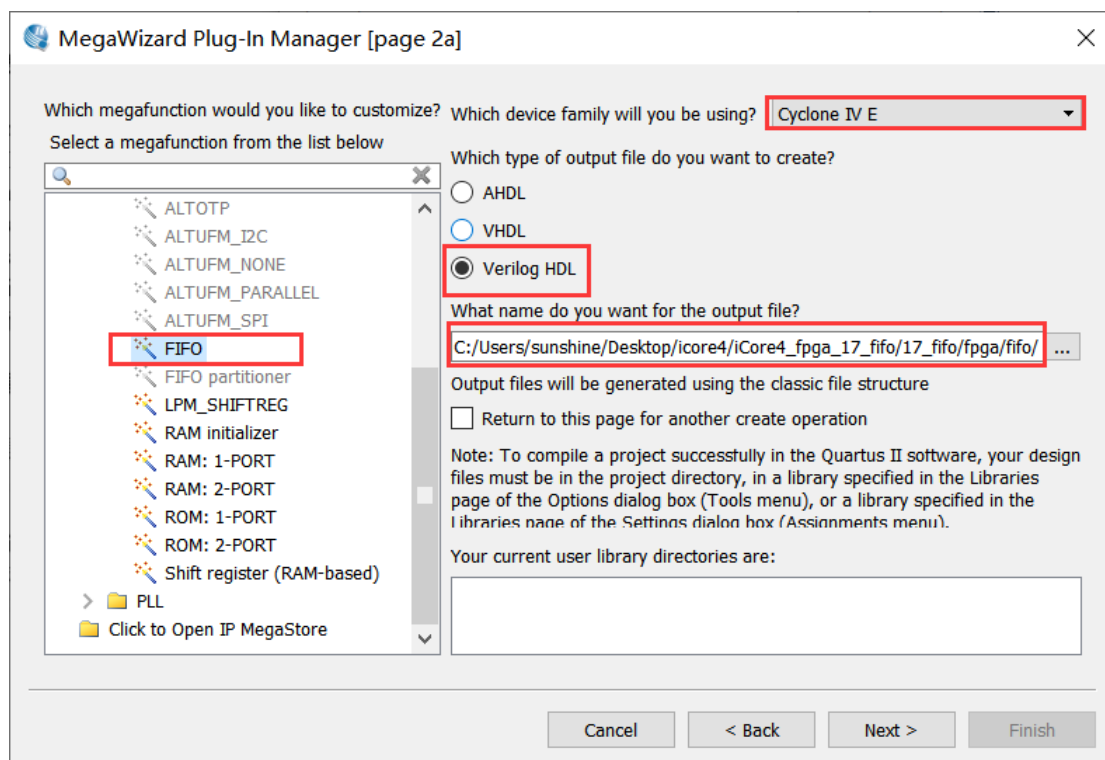 MegaWizard Plug-In Manager [page 2a]
Which megafunction would you like to customize?
Select a megafunction from the list below
ALTOTP
ALTUFM_I2C
ALTUFM_NONE
ALTUFM_PARALLEL
ALTUFM_SPI
FIFO
FIFO partitioner
LPM_SHIFTREG
RAM initializer
RAM: 1-PORT
RAM: 2-PORT
ROM: 1-PORT
ROM: 2-PORT
Shift register (RAM-based)
PLL
Click to Open IP MegaStore
Which device family will you be using?
Cyclone IV E
Which type of output file do you want to create?
AHDL
VHDL
Verilog HDL
What name do you want for the output file?
C:/Users/sunshine/Desktop/icore4/iCore4_fpga_17_fifo/17_fifo/fpga/fifo/
...
Output files will be generated using the classic file structure
Return to this page for another create operation
Note: To compile a project successfully in the Quartus II software, your design
files must be in the project directory, in a library specified in the Libraries
page of the Options dialog box (Tools menu), or a library specified in the
Libraries page of the Settings dialog box (Assignments menu).
Your current user library directories are:
Cancel
< Back
Next >
Finish